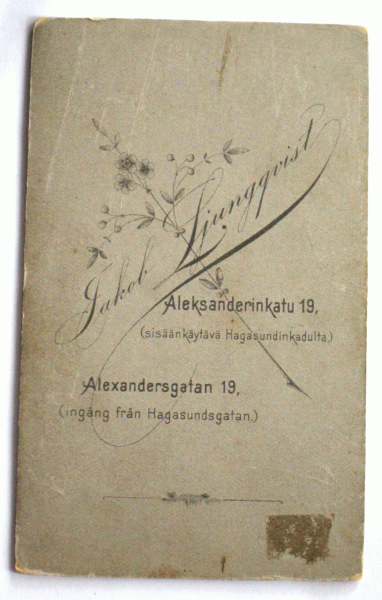 Jakob Ljungqvist
Aleksanderinkatu 19,
(sisäänkäytävä Hagasundinkadulta.)
Alexandersgatan 19,
(ingång från Hagasundsgatan.)